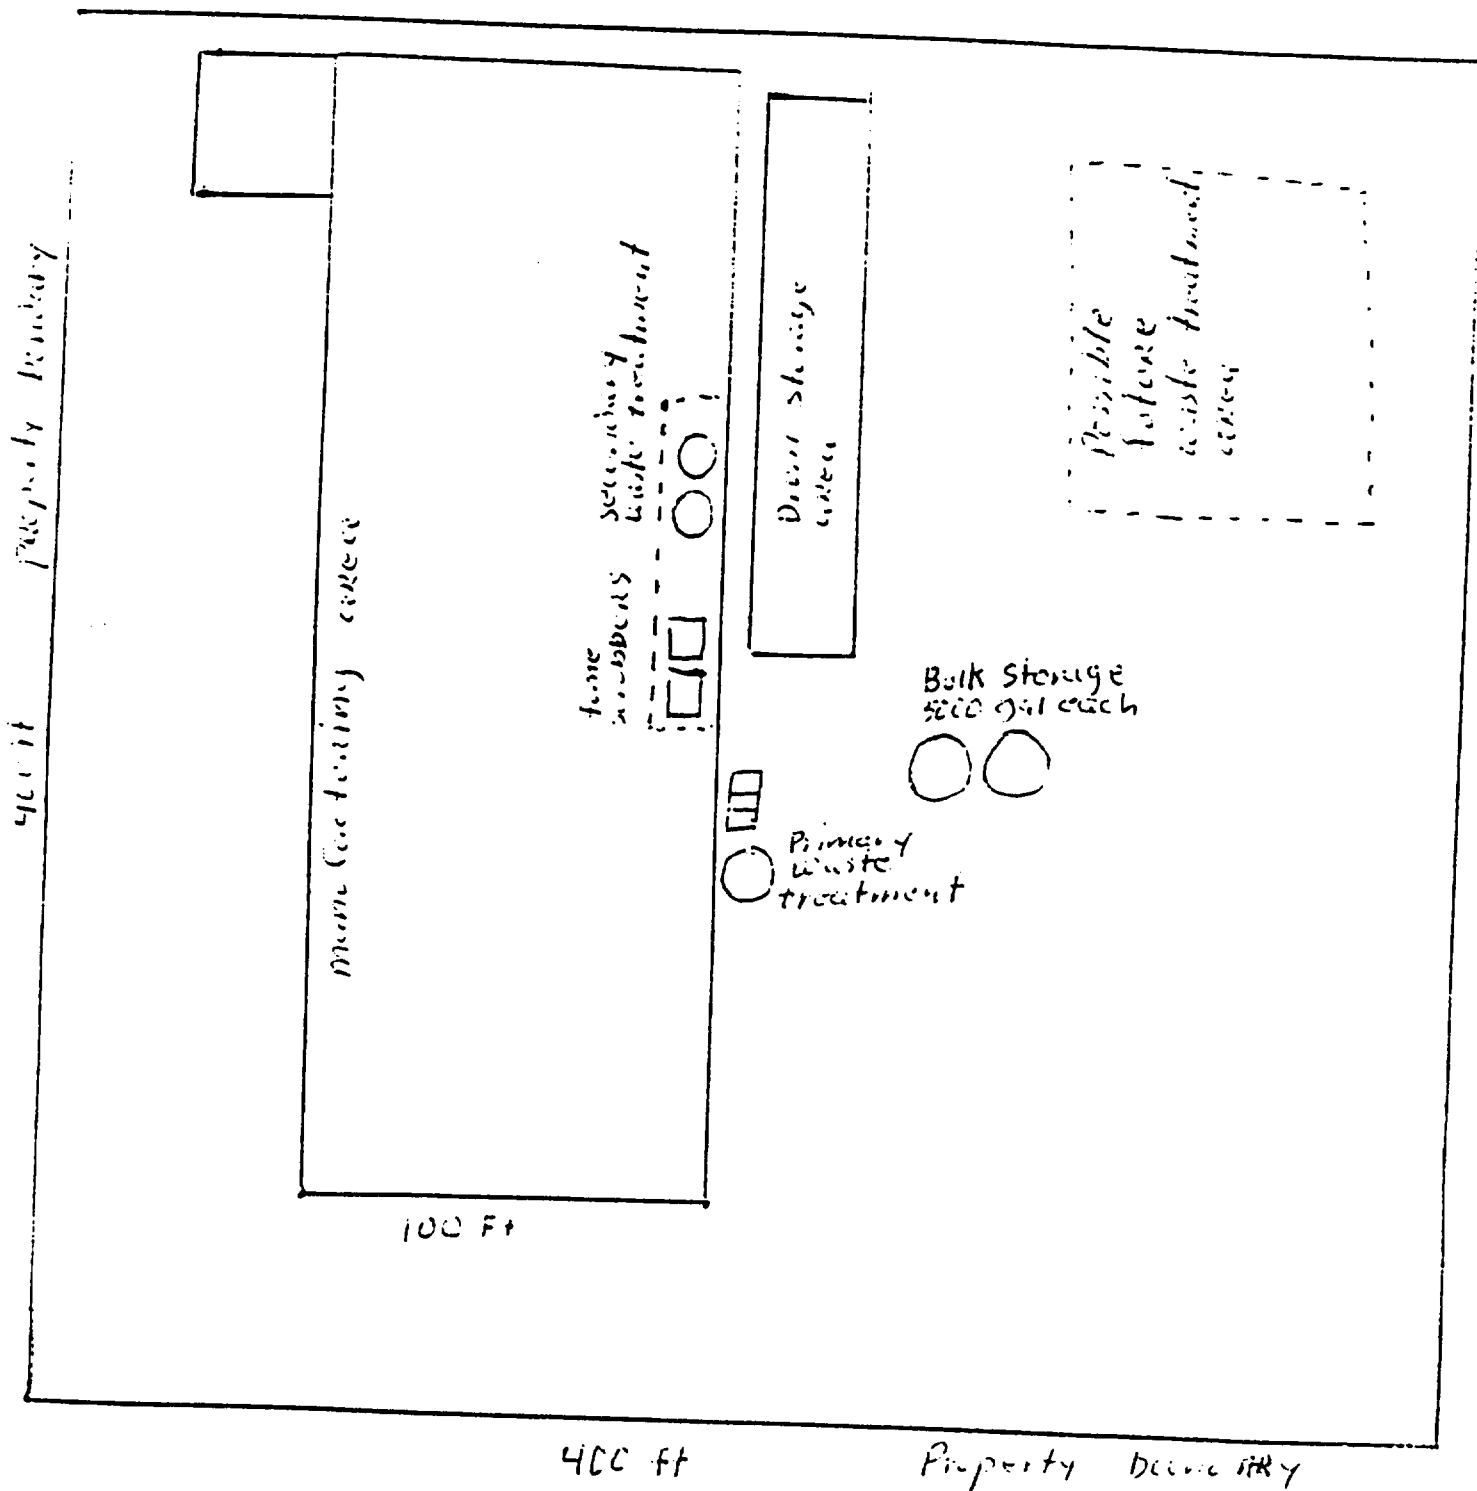 Property boundary
400 ft
Manufacturing area
secondary
waste treatment
fume
scrubbers
Drum storage
area
Possible
future
waste treatment
area
Bulk storage
5000 gal each
Primary
waste
treatment
100 Ft
400 ft
Property boundary